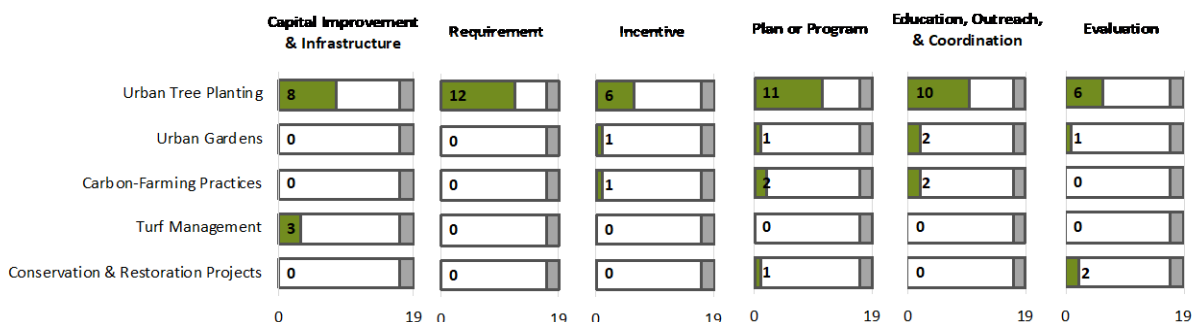 Capital Improvement
& Infrastructure
Requirement
Incentive
Plan or Program
Education, Outreach,
& Coordination
Evaluation
Urban Tree Planting 8 12 6 11 10 6
Urban Gardens 0 0 1 1 2 1
Carbon-Farming Practices 0 0 1 2 2 0
Turf Management 3 0 0 0 0 0
Conservation & Restoration Projects 0 0 0 1 0 2
0 19 0 19 0 19 0 19 0 19 0 19